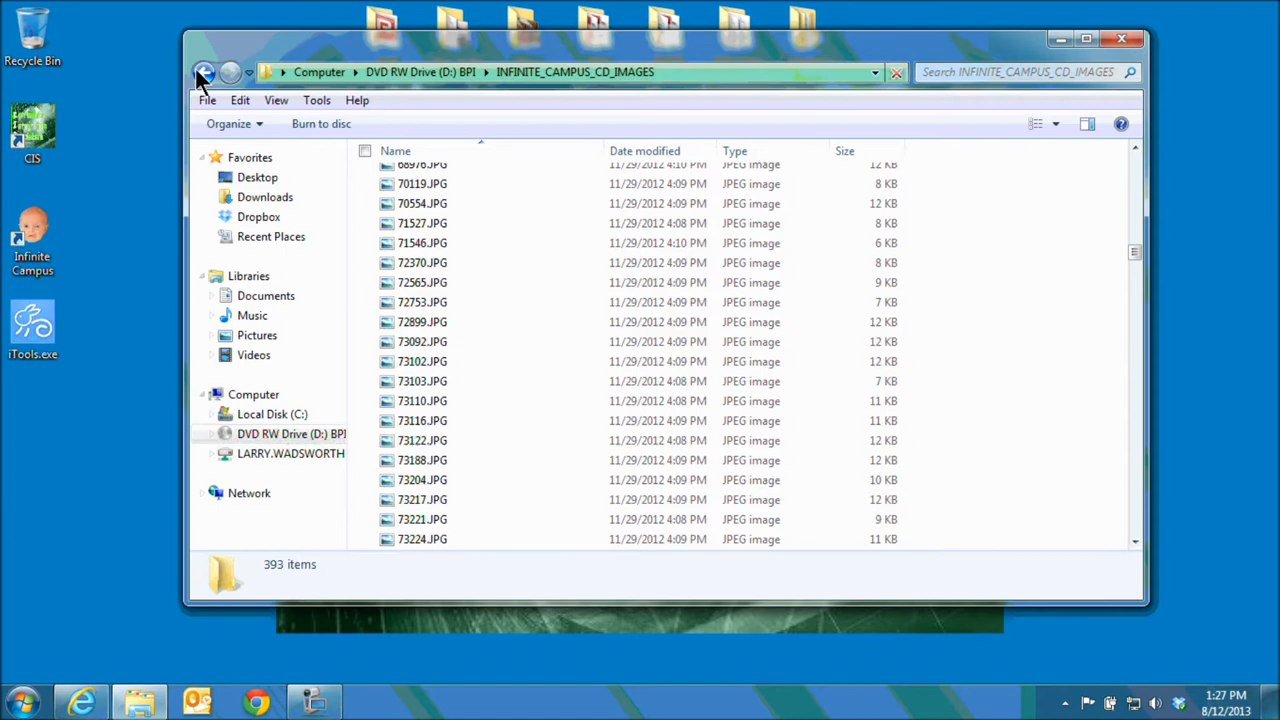 Recycle Bin
CIS
Infinite
Campus
iTools.exe
Computer DVD RW Drive (D:) BPI INFINITE_CAMPUS_CD_IMAGES
Search INFINITE_CAMPUS_CD_IMAGES
File Edit View Tools Help
Organize Burn to disc
Favorites
Desktop
Downloads
Dropbox
Recent Places
Libraries
Documents
Music
Pictures
Videos
Computer
Local Disk (C:)
DVD RW Drive (D:) BPI
LARRY.WADSWORTH
Network
Name Date modified Type Size
68976.JPG 11/29/2012 4:10 PM JPEG image 12 KB
70119.JPG 11/29/2012 4:09 PM JPEG image 8 KB
70554.JPG 11/29/2012 4:09 PM JPEG image 12 KB
71527.JPG 11/29/2012 4:08 PM JPEG image 8 KB
71546.JPG 11/29/2012 4:10 PM JPEG image 6 KB
72370.JPG 11/29/2012 4:09 PM JPEG image 8 KB
72565.JPG 11/29/2012 4:09 PM JPEG image 9 KB
72753.JPG 11/29/2012 4:09 PM JPEG image 7 KB
72899.JPG 11/29/2012 4:09 PM JPEG image 12 KB
73092.JPG 11/29/2012 4:09 PM JPEG image 12 KB
73102.JPG 11/29/2012 4:09 PM JPEG image 12 KB
73103.JPG 11/29/2012 4:08 PM JPEG image 7 KB
73110.JPG 11/29/2012 4:08 PM JPEG image 11 KB
73116.JPG 11/29/2012 4:09 PM JPEG image 11 KB
73122.JPG 11/29/2012 4:08 PM JPEG image 12 KB
73188.JPG 11/29/2012 4:09 PM JPEG image 12 KB
73204.JPG 11/29/2012 4:09 PM JPEG image 10 KB
73217.JPG 11/29/2012 4:09 PM JPEG image 12 KB
73221.JPG 11/29/2012 4:08 PM JPEG image 9 KB
73224.JPG 11/29/2012 4:09 PM JPEG image 11 KB
393 items
1:27 PM
8/12/2013